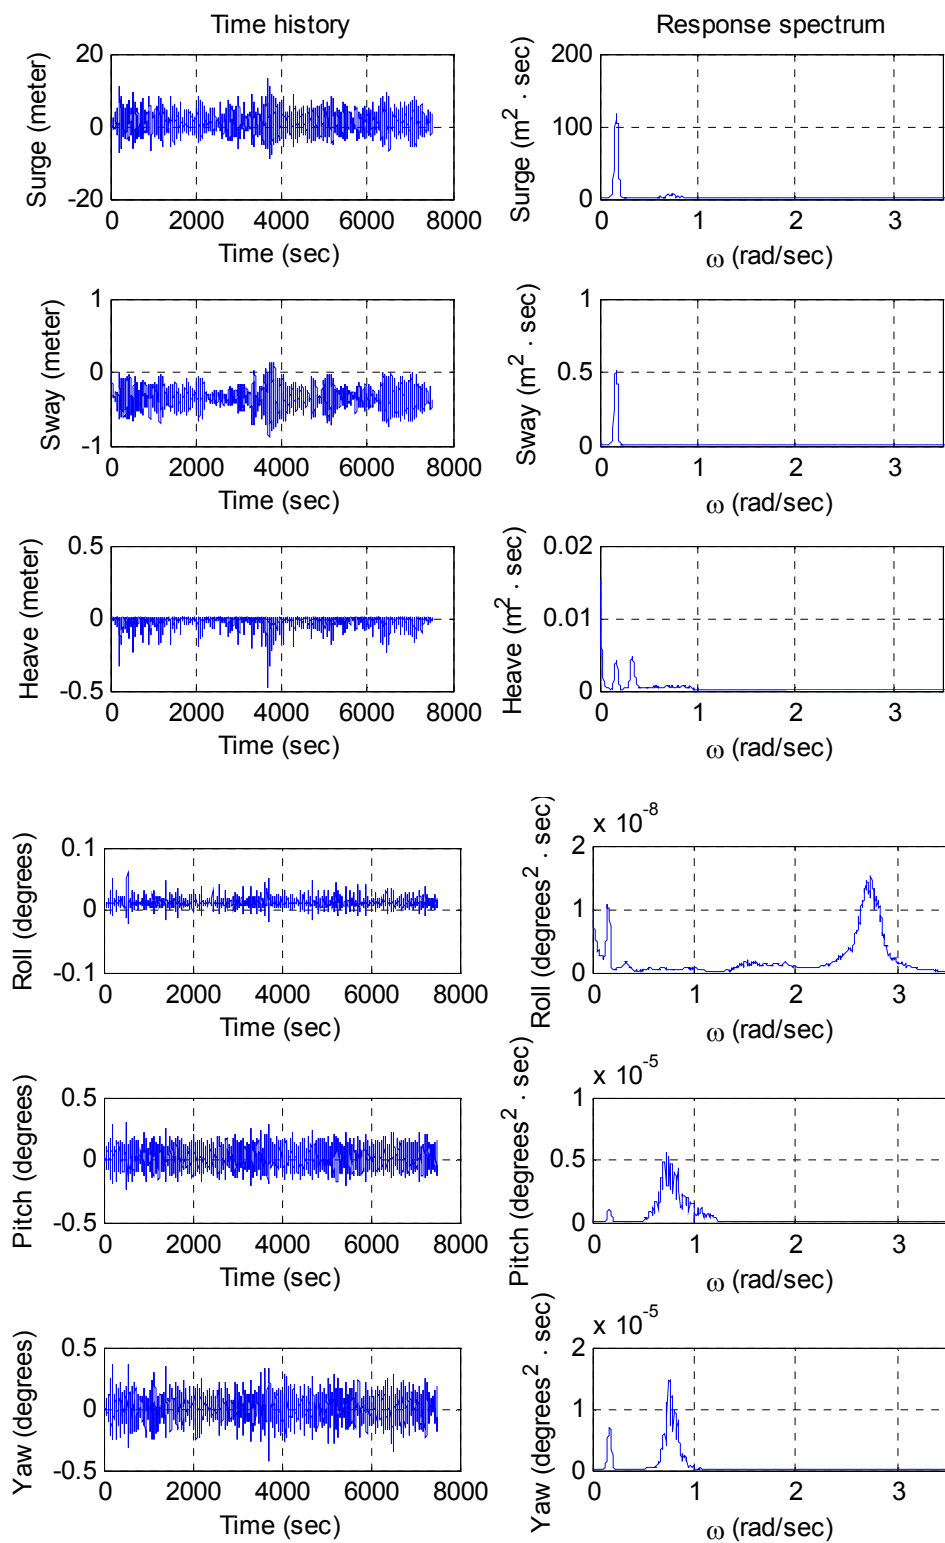 Time history
Response spectrum
Surge (meter)
20
0
-20
0 2000 4000 6000 8000
Time (sec)
Surge (m² . sec)
200
100
0
0 1 2 3
ω (rad/sec)
Sway (meter)
1
0
-1
0 2000 4000 6000 8000
Time (sec)
Sway (m² . sec)
1
0.5
0
0 1 2 3
ω (rad/sec)
Heave (meter)
0.5
0
-0.5
0 2000 4000 6000 8000
Time (sec)
Heave (m² . sec)
0.02
0.01
0
0 1 2 3
ω (rad/sec)
Roll (degrees)
0.1
0
-0.1
0 2000 4000 6000 8000
Time (sec)
Roll (degrees² . sec)
x 10⁻⁸
2
1
0
0 1 2 3
ω (rad/sec)
Pitch (degrees)
0.5
0
-0.5
0 2000 4000 6000 8000
Time (sec)
Pitch (degrees² . sec)
x 10⁻⁵
1
0.5
0
0 1 2 3
ω (rad/sec)
Yaw (degrees)
0.5
0
-0.5
0 2000 4000 6000 8000
Time (sec)
Yaw (degrees² . sec)
x 10⁻⁵
2
1
0
0 1 2 3
ω (rad/sec)